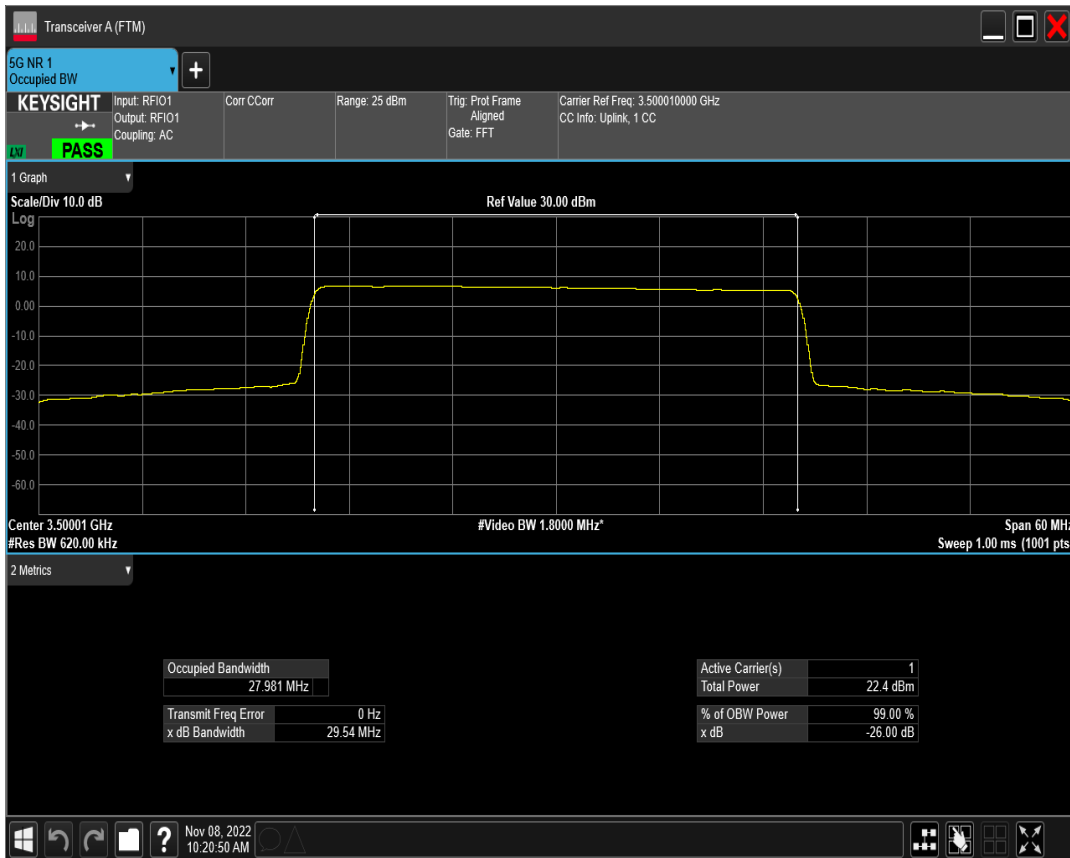 Transceiver A (FTM)
5G NR 1
Occupied BW
+
KEYSIGHT
LXI
PASS
Input: RFIO1
Output: RFIO1
Coupling: AC
Corr CCorr
Range: 25 dBm
Trig: Prot Frame
Aligned
Gate: FFT
Carrier Ref Freq: 3.500010000 GHz
CC Info: Uplink, 1 CC
1 Graph
Scale/Div 10.0 dB
Ref Value 30.00 dBm
Log
20.0
10.0
0.00
-10.0
-20.0
-30.0
-40.0
-50.0
-60.0
Center 3.50001 GHz
#Video BW 1.8000 MHz*
Span 60 MHz
#Res BW 620.00 kHz
Sweep 1.00 ms (1001 pts
2 Metrics
Occupied Bandwidth
27.981 MHz
Transmit Freq Error 0 Hz
x dB Bandwidth 29.54 MHz
Active Carrier(s) 1
Total Power 22.4 dBm
% of OBW Power 99.00 %
x dB -26.00 dB
?
Nov 08, 2022
10:20:50 AM